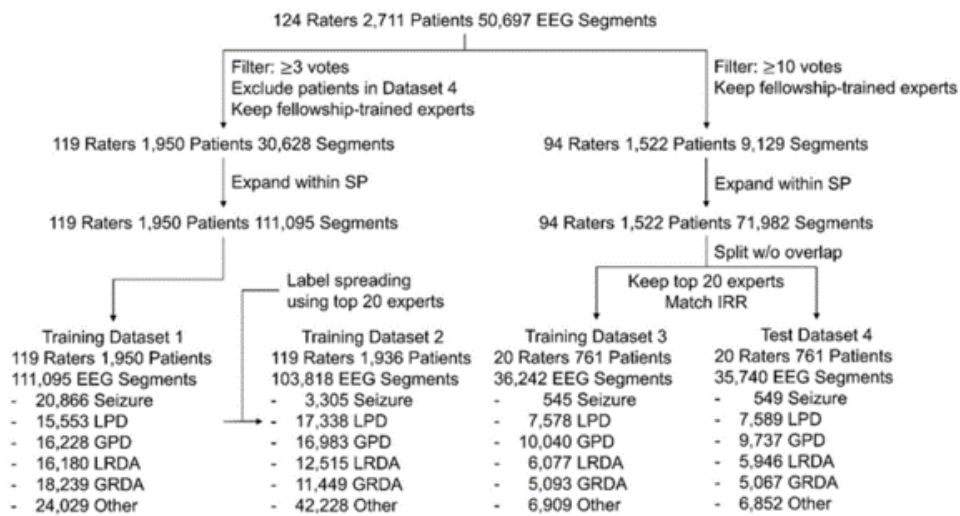 124 Raters 2,711 Patients 50,697 EEG Segments
Filter: ≥3 votes
Exclude patients in Dataset 4
Keep fellowship-trained experts
Filter: ≥10 votes
Keep fellowship-trained experts
119 Raters 1,950 Patients 30,628 Segments
94 Raters 1,522 Patients 9,129 Segments
Expand within SP
Expand within SP
119 Raters 1,950 Patients 111,095 Segments
94 Raters 1,522 Patients 71,982 Segments
Split w/o overlap
Label spreading
using top 20 experts
Keep top 20 experts
Match IRR
Training Dataset 1
119 Raters 1,950 Patients
111,095 EEG Segments
- 20,866 Seizure
- 15,553 LPD
- 16,228 GPD
- 16,180 LRDA
- 18,239 GRDA
- 24,029 Other
Training Dataset 2
119 Raters 1,936 Patients
103,818 EEG Segments
- 3,305 Seizure
- 17,338 LPD
- 16,983 GPD
- 12,515 LRDA
- 11,449 GRDA
- 42,228 Other
Training Dataset 3
20 Raters 761 Patients
36,242 EEG Segments
- 545 Seizure
- 7,578 LPD
- 10,040 GPD
- 6,077 LRDA
- 5,093 GRDA
- 6,909 Other
Test Dataset 4
20 Raters 761 Patients
35,740 EEG Segments
- 549 Seizure
- 7,589 LPD
- 9,737 GPD
- 5,946 LRDA
- 5,067 GRDA
- 6,852 Other